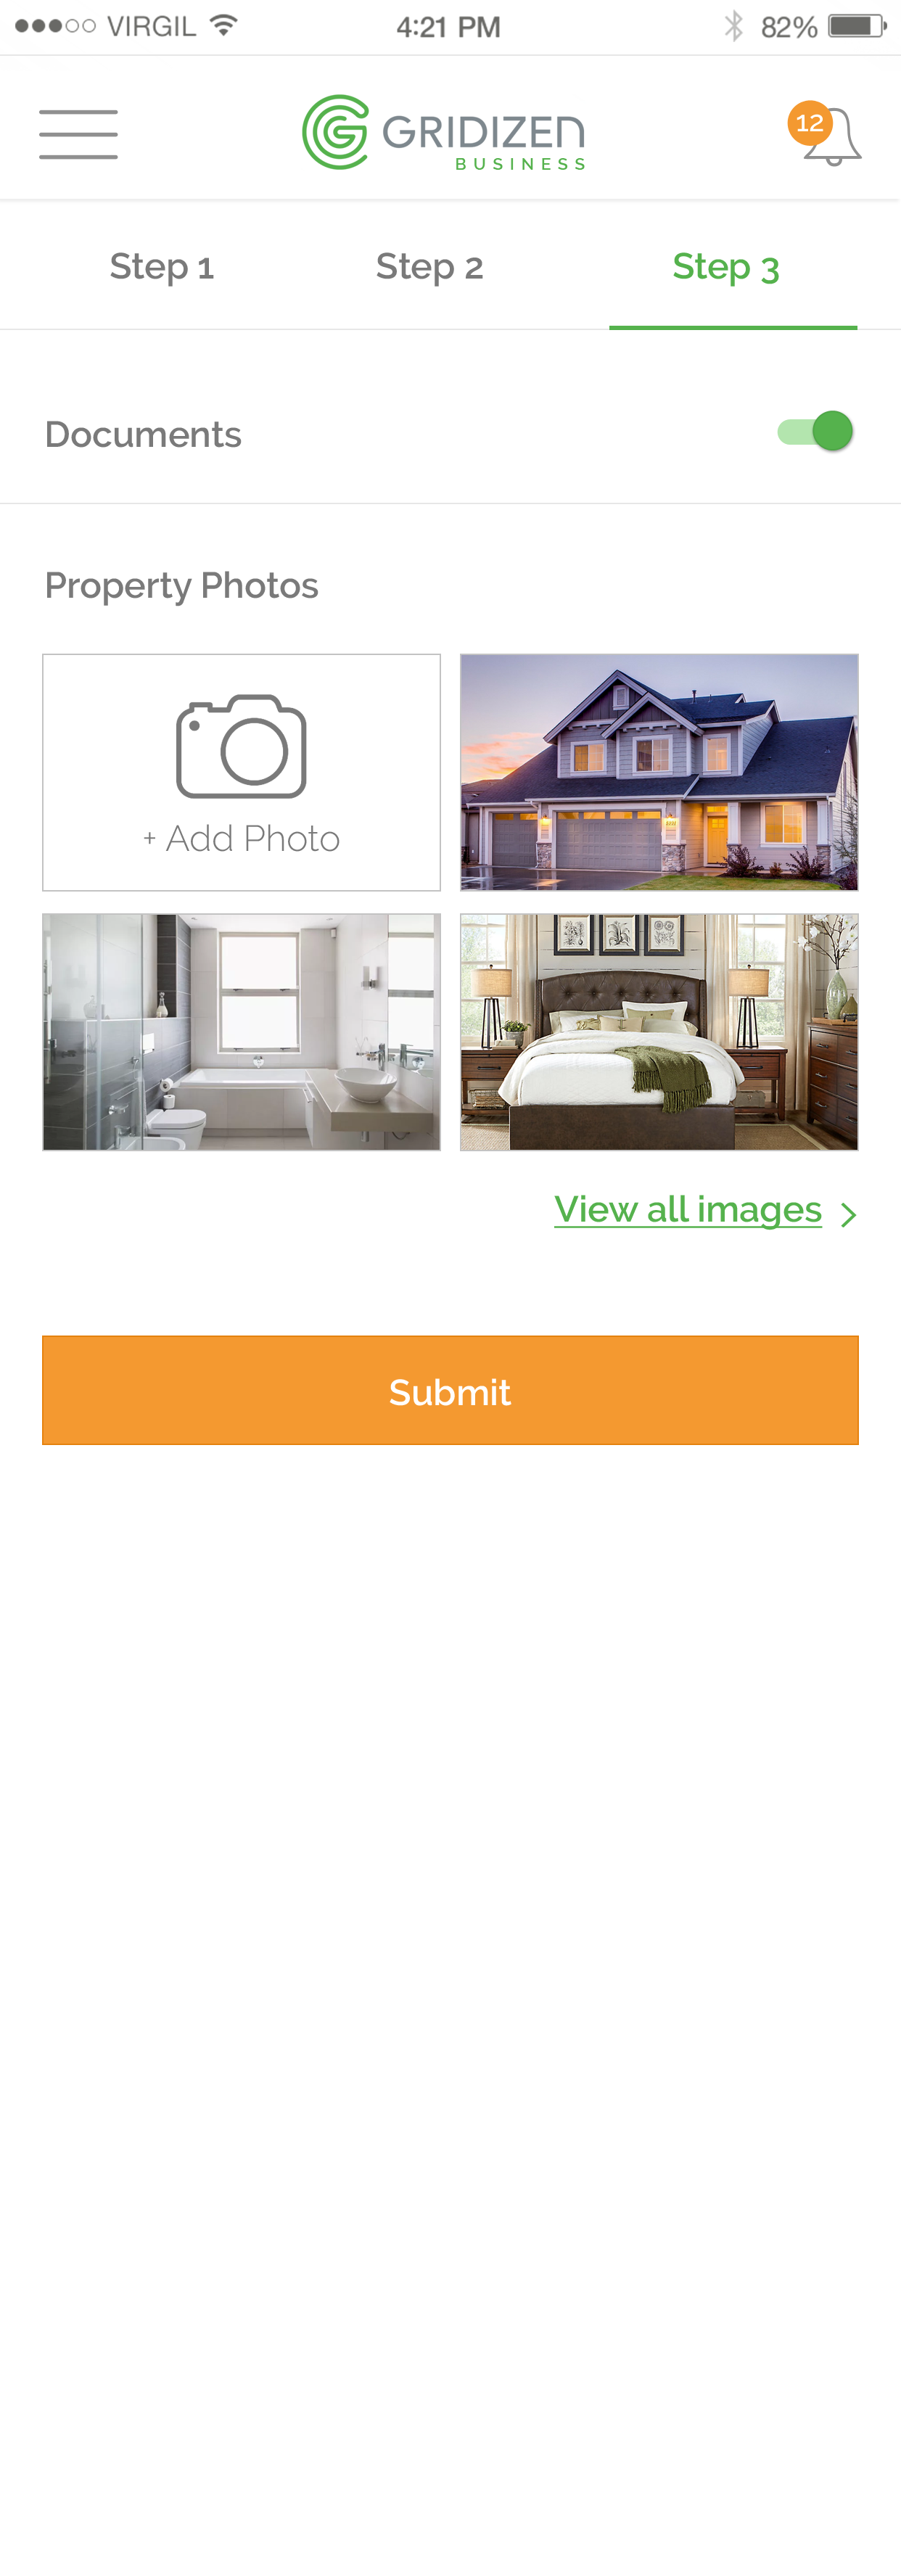 VIRGIL 4:21 PM 82%
GRIDIZEN
BUSINESS
12
Step 1 Step 2 Step 3
Documents
Property Photos
+ Add Photo
View all images
Submit